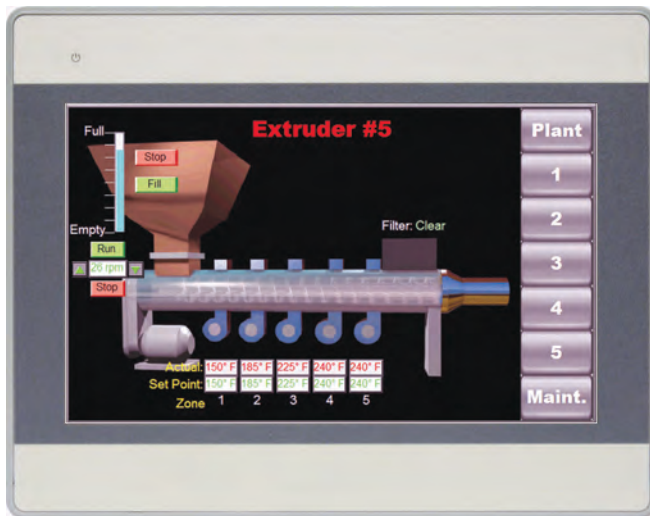 Extruder #5
Full
Stop
Fill
Empty
Filter: Clear
Run
26 rpm
Stop
Actual: 150° F 185° F 225° F 240° F 240° F
Set Point: 150° F 185° F 225° F 240° F 240° F
Zone 1 2 3 4 5
Plant
1
2
3
4
5
Maint.